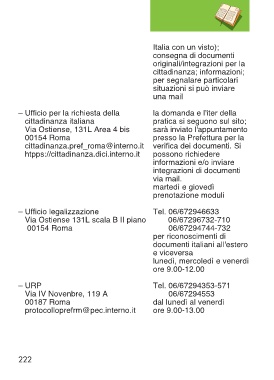 Italia con un visto);
consegna di documenti
originali/integrazioni per la
cittadinanza; informazioni;
per segnalare particolari
situazioni si può inviare
una mail
– Ufficio per la richiesta della
cittadinanza italiana
Via Ostiense, 131L Area 4 bis
00154 Roma
cittadinanza.pref_roma@interno.it
htpps://cittadinanza.dici.interno.it
la domanda e l'iter della
pratica si seguono sul sito;
sarà inviato l'appuntamento
presso la Prefettura per la
verifica dei documenti. Si
possono richiedere
informazioni e/o inviare
integrazioni di documenti
via mail.
martedì e giovedì
prenotazione moduli
– Ufficio legalizzazione
Via Ostiense 131L scala B II piano
00154 Roma
Tel. 06/672946633
06/67296732-710
06/67294744-732
per riconoscimenti di
documenti italiani all'estero
e viceversa
lunedì, mercoledì e venerdì
ore 9.00-12.00
– URP
Via IV Novenbre, 119 A
00187 Roma
protocolloprefrm@pec.interno.it
Tel. 06/67294353-571
06/67294553
dal lunedì al venerdì
ore 9.00-13.00
222